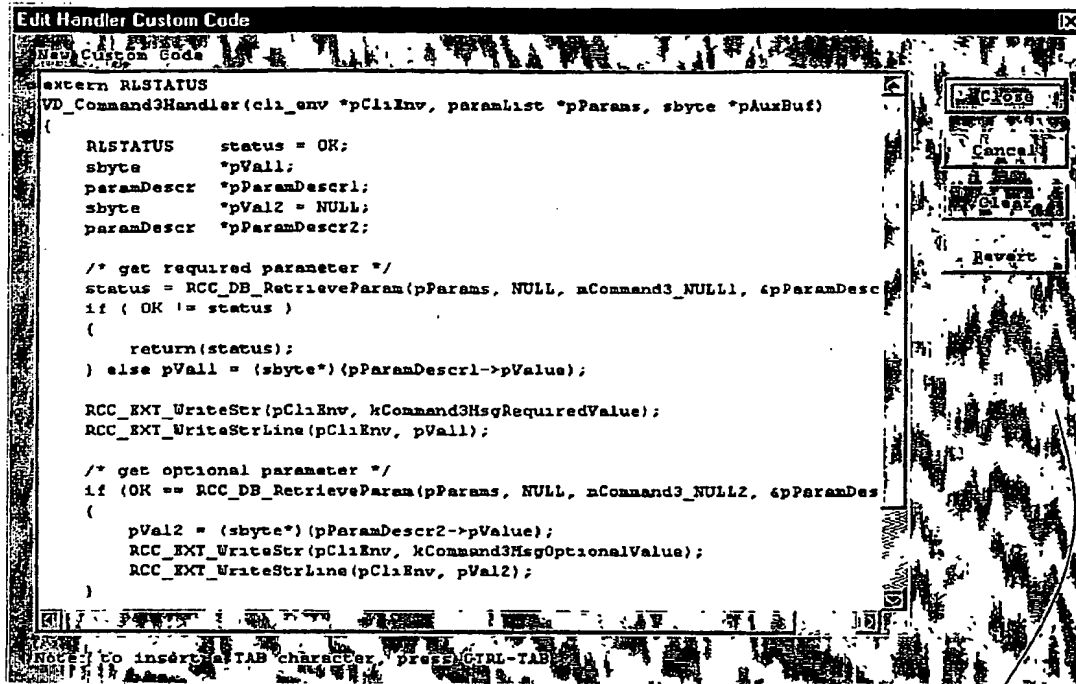 Edit Handler Custom Code
New Custom Code
extern RLSTATUS
VD_Command3Handler(cli_env *pCliEnv, paramList *pParams, sbyte *pAuxBuf)
{
    RLSTATUS    status = OK;
    sbyte       *pVal1;
    paramDescr  *pParamDescr1;
    sbyte       *pVal2 = NULL;
    paramDescr  *pParamDescr2;
    /* get required parameter */
    status = RCC_DB_RetrieveParam(pParams, NULL, mCommand3_NULL1, &pParamDesc
    if ( OK != status )
    {
        return(status);
    } else pVal1 = (sbyte*)(pParamDescr1->pValue);
    RCC_EXT_WriteStr(pCliEnv, kCommand3MsgRequiredValue);
    RCC_EXT_WriteStrLine(pCliEnv, pVal1);
    /* get optional parameter */
    if (OK == RCC_DB_RetrieveParam(pParams, NULL, mCommand3_NULL2, &pParamDes
    {
        pVal2 = (sbyte*)(pParamDescr2->pValue);
        RCC_EXT_WriteStr(pCliEnv, kCommand3MsgOptionalValue);
        RCC_EXT_WriteStrLine(pCliEnv, pVal2);
    }
Close
Cancel
Clear
Revert
Note: to insert a TAB character, press CTRL-TAB